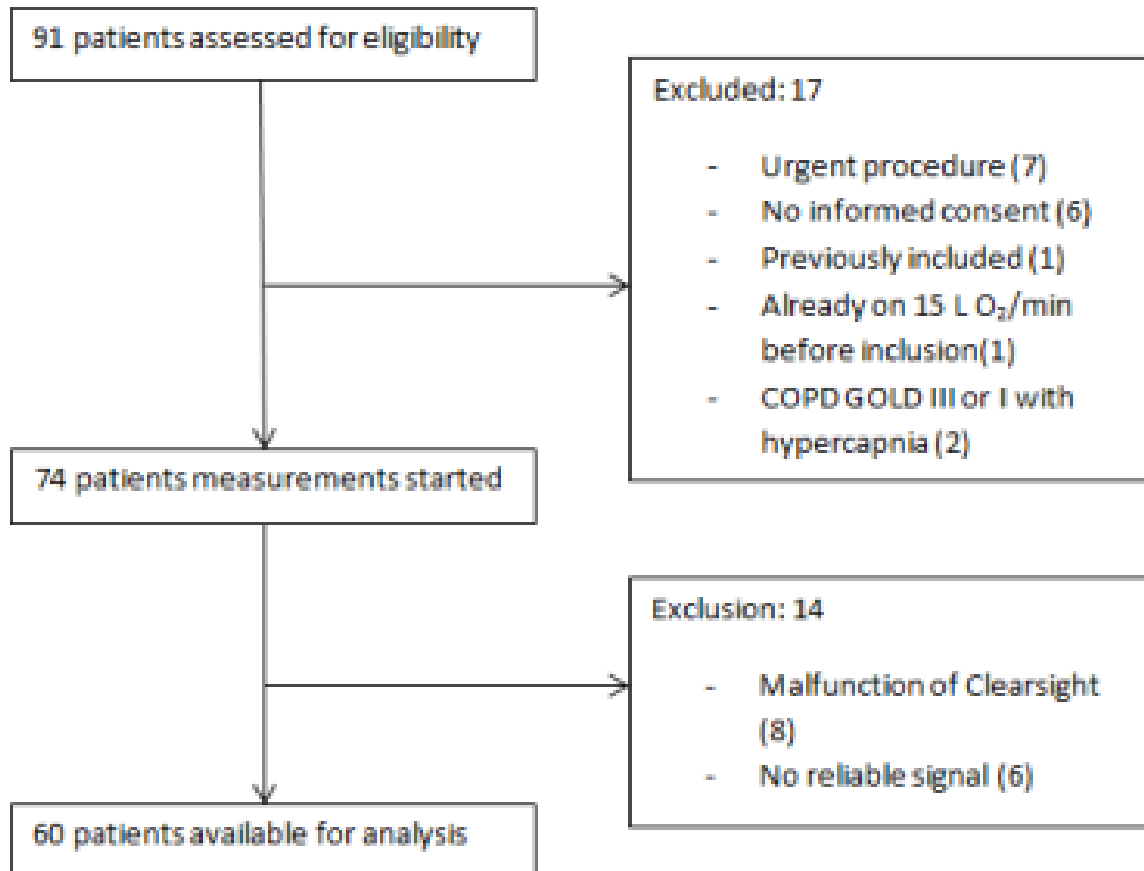 91 patients assessed for eligibility
Excluded: 17
- Urgent procedure (7)
- No informed consent (6)
- Previously included (1)
- Already on 15 L O₂/min
before inclusion(1)
- COPD GOLD III or I with
hypercapnia (2)
74 patients measurements started
Exclusion: 14
- Malfunction of Clearsight
(8)
- No reliable signal (6)
60 patients available for analysis